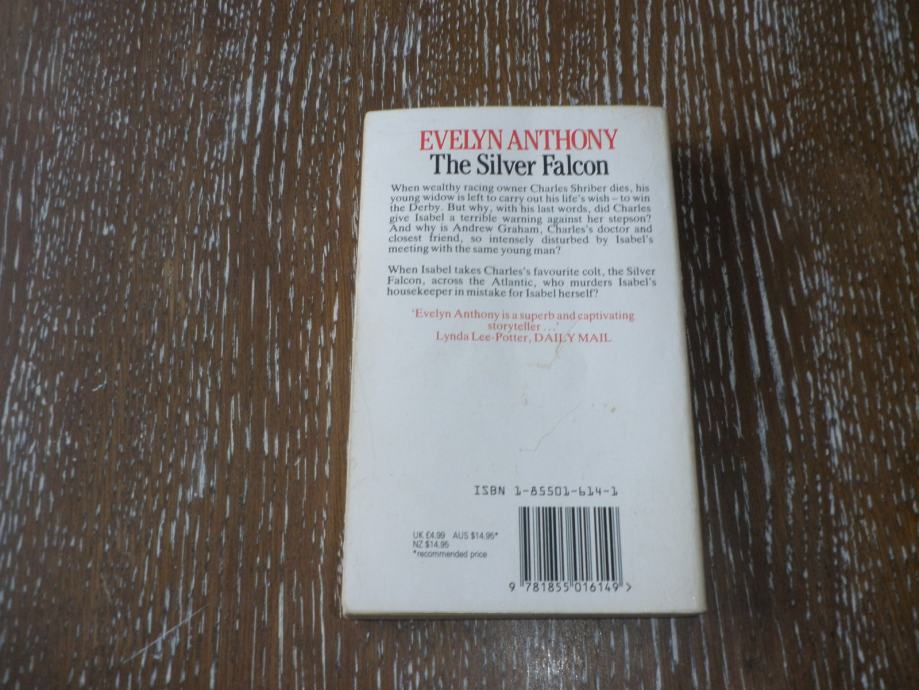 EVELYN ANTHONY
The Silver Falcon
When wealthy racing owner Charles Shriber dies, his
young widow is left to carry out his life's wish – to win
the Derby. But why, with his last words, did Charles
give Isabel a terrible warning against her stepson?
And why is Andrew Graham, Charles's doctor and
closest friend, so intensely disturbed by Isabel's
meeting with the same young man?
When Isabel takes Charles's favourite colt, the Silver
Falcon, across the Atlantic, who murders Isabel's
housekeeper in mistake for Isabel herself?
'Evelyn Anthony is a superb and captivating
storyteller ...'
Lynda Lee-Potter, DAILY MAIL
ISBN 1-85501-614-1
UK £4.99 AUS $14.95*
NZ $14.95
*recommended price
9 781855 016149 >